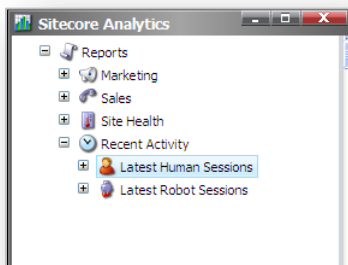 Sitecore Analytics
Reports
Marketing
Sales
Site Health
Recent Activity
Latest Human Sessions
Latest Robot Sessions